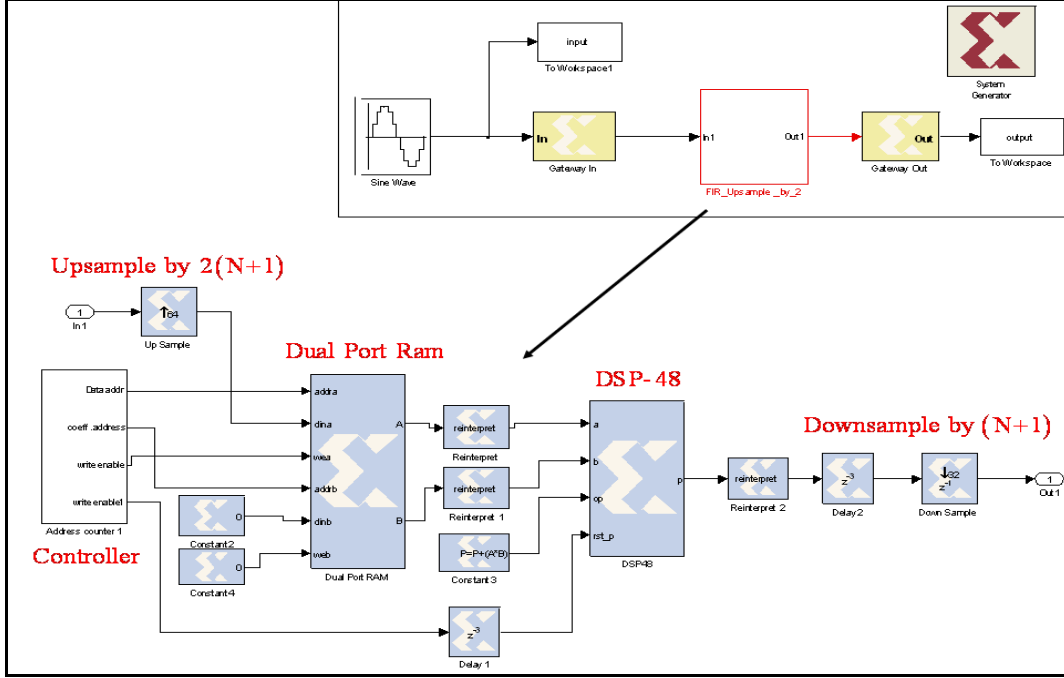 input
To Workspace1
System
Generator
Sine Wave
In
Gateway In
In1
Out1
FIR_Upsample _by_2
Out
Gateway Out
output
To Workspace
Upsample by 2(N+1)
1
In1
↑64
Up Sample
Dual Port Ram
DSP-48
Downsample by (N+1)
Data addr
coeff .address
write enable
write enable1
Address counter 1
Controller
0
Constant2
0
Constant4
addra
dina
wea
addrb
dinb
web
A
B
Dual Port RAM
reinterpret
Reinterpret
reinterpret
Reinterpret 1
P=P+(A*B)
Constant 3
z-3
Delay 1
a
b
op
rst_p
p
DSP48
reinterpret
Reinterpret 2
z-3
Delay2
↓32
z-1
Down Sample
1
Out1